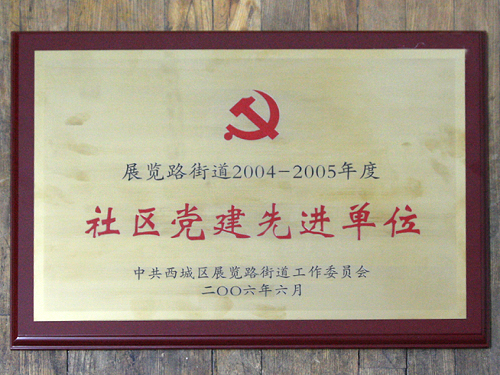 展览路街道2004-2005年度
社区党建先进单位
中共西城区展览路街道工作委员会
二〇〇六年六月